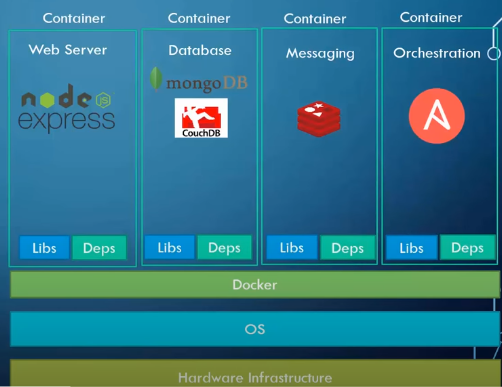 Container
Container
Container
Container
Web Server
Database
Messaging
Orchestration
node
JS
express
mongoDB
CouchDB
A
Libs
Deps
Libs
Deps
Libs
Deps
Libs
Deps
Docker
OS
Hardware Infrastructure